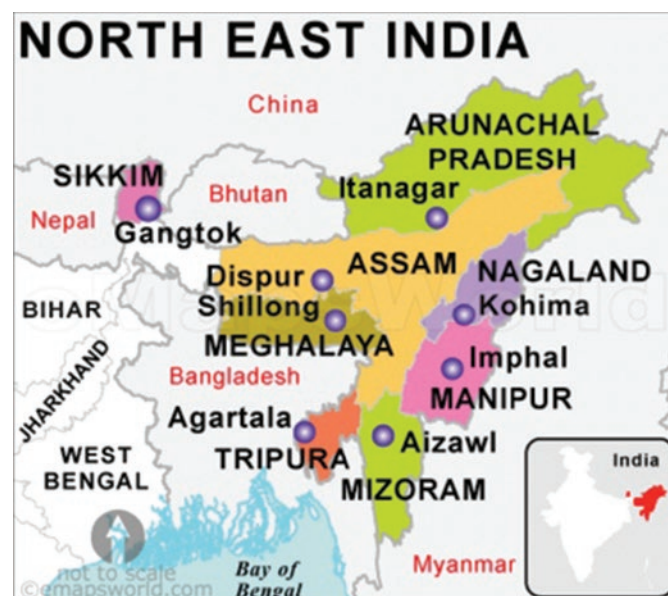 NORTH EAST INDIA
China
ARUNACHAL
PRADESH
SIKKIM
Bhutan
Itanagar
Nepal
Gangtok
ASSAM
Dispur
NAGALAND
BIHAR
Shillong
Kohima
MEGHALAYA
JHARKHAND
Bangladesh
Imphal
MANIPUR
Agartala
Aizawl
WEST
BENGAL
TRIPURA
MIZORAM
India
Myanmar
not to scale
©emapsworld.com
Bay of
Bengal